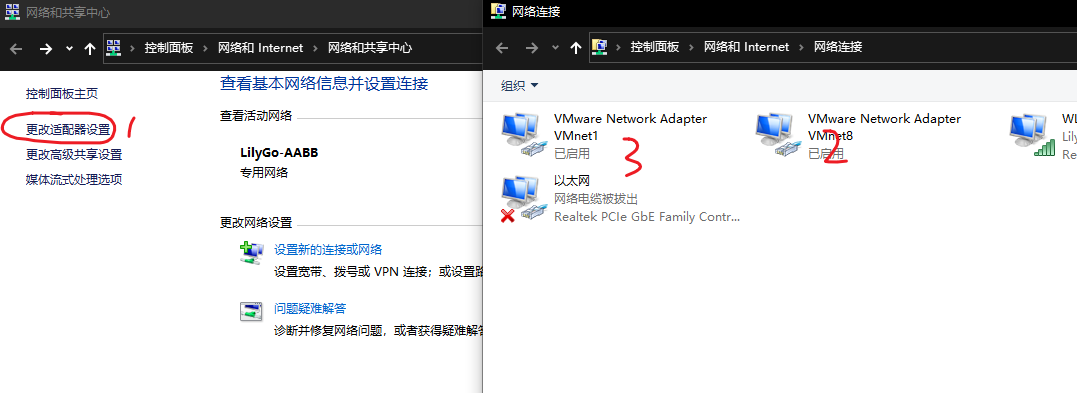 网络和共享中心
控制面板 网络和 Internet 网络和共享中心
控制面板主页
更改适配器设置 1
更改高级共享设置
媒体流式处理选项
查看基本网络信息并设置连接
查看活动网络
LilyGo-AABB
专用网络
更改网络设置
设置新的连接或网络
设置宽带、拨号或 VPN 连接；或设置路
问题疑难解答
诊断并修复网络问题，或者获得疑难解答
网络连接
控制面板 网络和 Internet 网络连接
组织
VMware Network Adapter
VMnet1
已启用
3
VMware Network Adapter
VMnet8
已启用
2
WL
Lily
Re
以太网
网络电缆被拔出
Realtek PCIe GbE Family Contr...